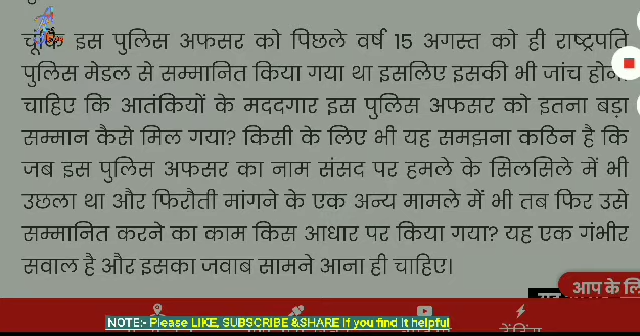 चूंकि इस पुलिस अफसर को पिछले वर्ष 15 अगस्त को ही राष्ट्रपति
पुलिस मेडल से सम्मानित किया गया था इसलिए इसकी भी जांच होनी
चाहिए कि आतंकियों के मददगार इस पुलिस अफसर को इतना बड़ा
सम्मान कैसे मिल गया? किसी के लिए भी यह समझना कठिन है कि
जब इस पुलिस अफसर का नाम संसद पर हमले के सिलसिले में भी
उछला था और फिरौती मांगने के एक अन्य मामले में भी तब फिर उसे
सम्मानित करने का काम किस आधार पर किया गया? यह एक गंभीर
सवाल है और इसका जवाब सामने आना ही चाहिए।
आप के लि
NOTE:- Please LIKE, SUBSCRIBE &SHARE If you find it helpful